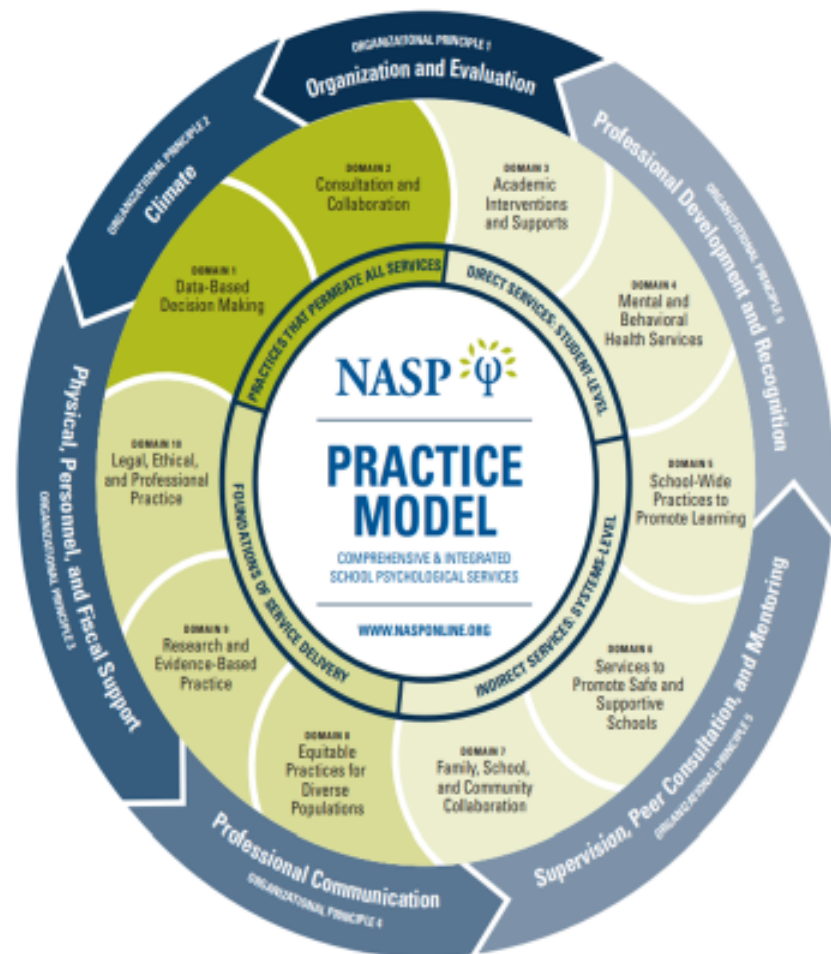 ORGANIZATIONAL PRINCIPLE 1
Organization and Evaluation
ORGANIZATIONAL PRINCIPLE 2
Climate
Physical, Personnel, and Fiscal Support
ORGANIZATIONAL PRINCIPLE 3
Professional Communication
ORGANIZATIONAL PRINCIPLE 4
Supervision, Peer Consultation, and Mentoring
ORGANIZATIONAL PRINCIPLE 5
Professional Development and Recognition
ORGANIZATIONAL PRINCIPLE 6
DOMAIN 1
Data-Based
Decision Making
DOMAIN 2
Consultation and
Collaboration
DOMAIN 3
Academic
Interventions
and Supports
DOMAIN 4
Mental and
Behavioral
Health Services
DOMAIN 5
School-Wide
Practices to
Promote Learning
DOMAIN 6
Services to
Promote Safe and
Supportive
Schools
DOMAIN 7
Family, School,
and Community
Collaboration
DOMAIN 8
Equitable
Practices for
Diverse
Populations
DOMAIN 9
Research and
Evidence-Based
Practice
DOMAIN 10
Legal, Ethical,
and Professional
Practice
PRACTICES THAT PERMEATE ALL SERVICES
DIRECT SERVICES: STUDENT-LEVEL
INDIRECT SERVICES: SYSTEMS-LEVEL
FOUNDATIONS OF SERVICE DELIVERY
NASP ψ
PRACTICE
MODEL
COMPREHENSIVE & INTEGRATED
SCHOOL PSYCHOLOGICAL SERVICES
WWW.NASPONLINE.ORG